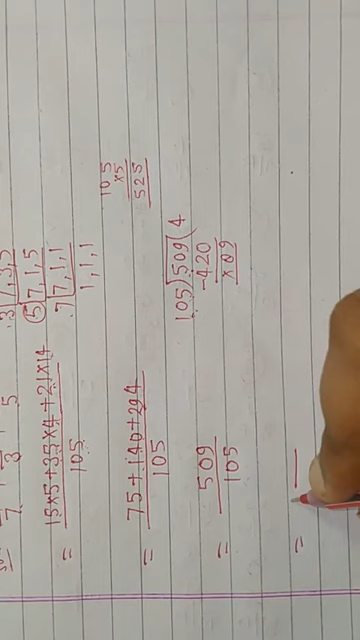 7 3 5
3 7, 3, 5
5 7, 1, 5
7 7, 1, 1
1, 1, 1
= 15×5+35×4+21×14
105
105
×5
525
= 75+140+294
105
105)509(4
-420
×89
= 509
105
=